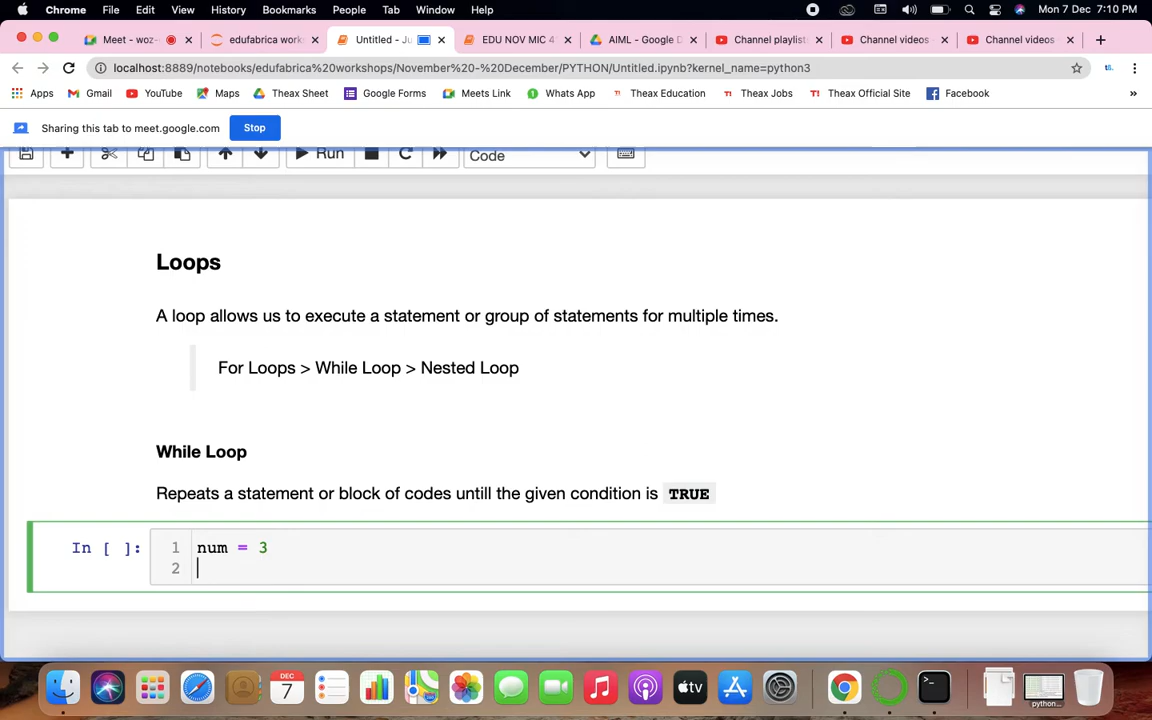 Chrome File Edit View History Bookmarks People Tab Window Help Mon 7 Dec 7:10 PM
Meet - woz- edufabrica work Untitled - Ju EDU NOV MIC 4 AIML - Google D Channel playlist Channel videos - Channel videos -
localhost:8889/notebooks/edufabrica%20workshops/November%20-%20December/PYTHON/Untitled.ipynb?kernel_name=python3
Apps Gmail YouTube Maps Theax Sheet Google Forms Meets Link Whats App Theax Education Theax Jobs Theax Official Site Facebook »
Sharing this tab to meet.google.com Stop
Run Code
Loops
A loop allows us to execute a statement or group of statements for multiple times.
For Loops > While Loop > Nested Loop
While Loop
Repeats a statement or block of codes untill the given condition is TRUE
In [ ]: 1 num = 3
2
DEC
7 tv python...